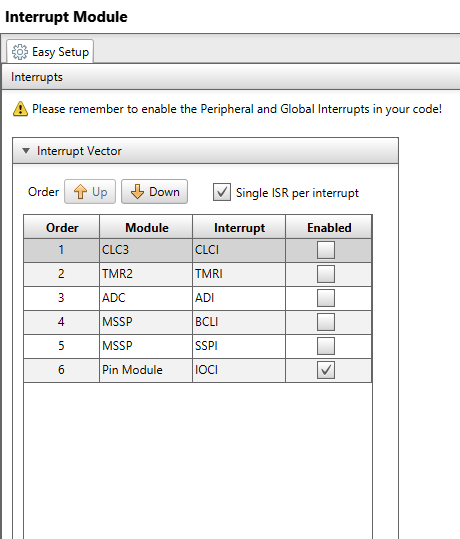 Interrupt Module
Easy Setup
Interrupts
Please remember to enable the Peripheral and Global Interrupts in your code!
Interrupt Vector
Order Up Down Single ISR per interrupt
Order Module Interrupt Enabled
1 CLC3 CLCI
2 TMR2 TMRI
3 ADC ADI
4 MSSP BCLI
5 MSSP SSPI
6 Pin Module IOCI